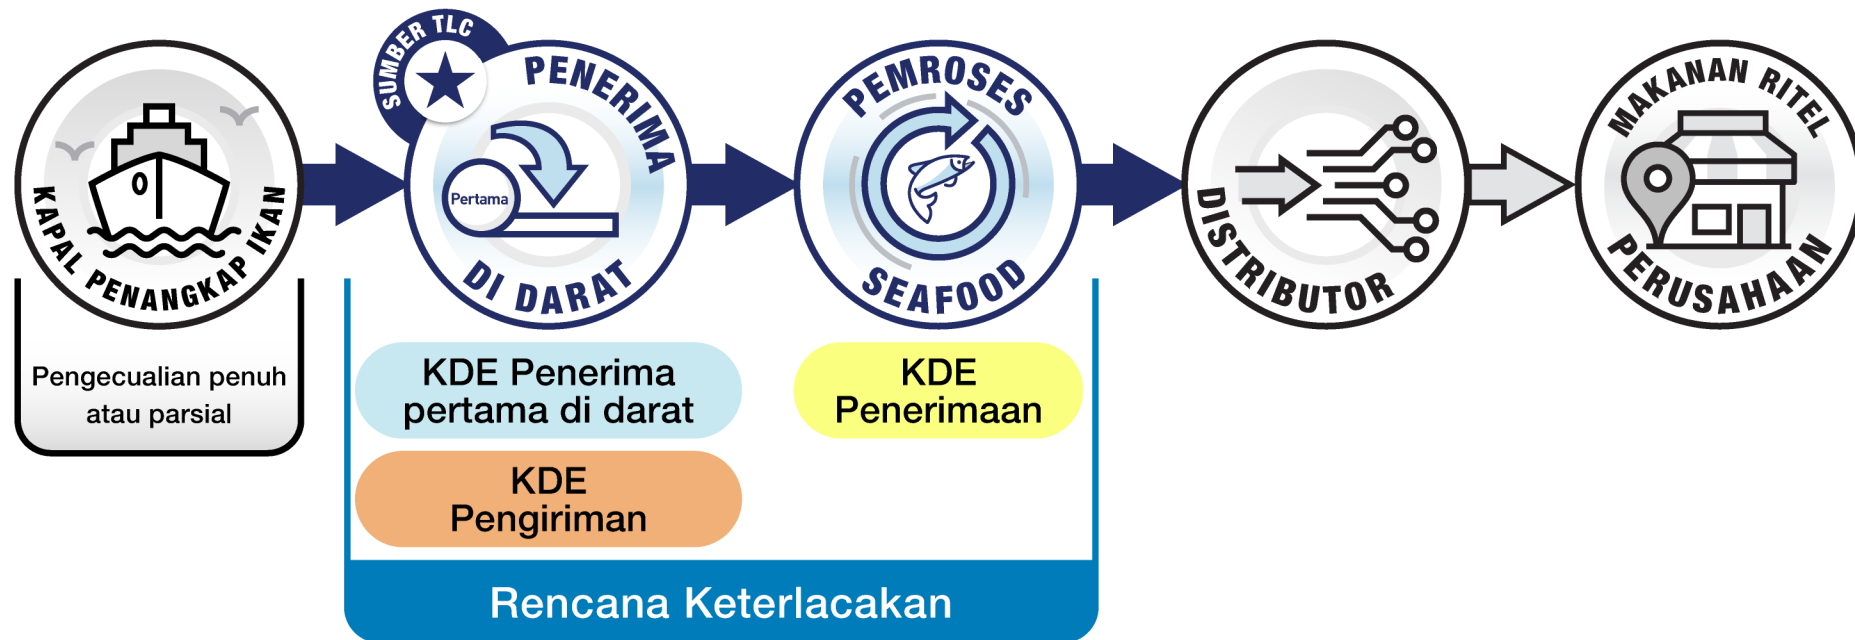 KAPAL PENANGKAP IKAN
Pengecualian penuh
atau parsial
SUMBER TLC
PENERIMA
Pertama
DI DARAT
KDE Penerima
pertama di darat
KDE
Pengiriman
PEMROSES
SEAFOOD
KDE
Penerimaan
Rencana Keterlacakan
DISTRIBUTOR
MAKANAN RITEL
PERUSAHAAN